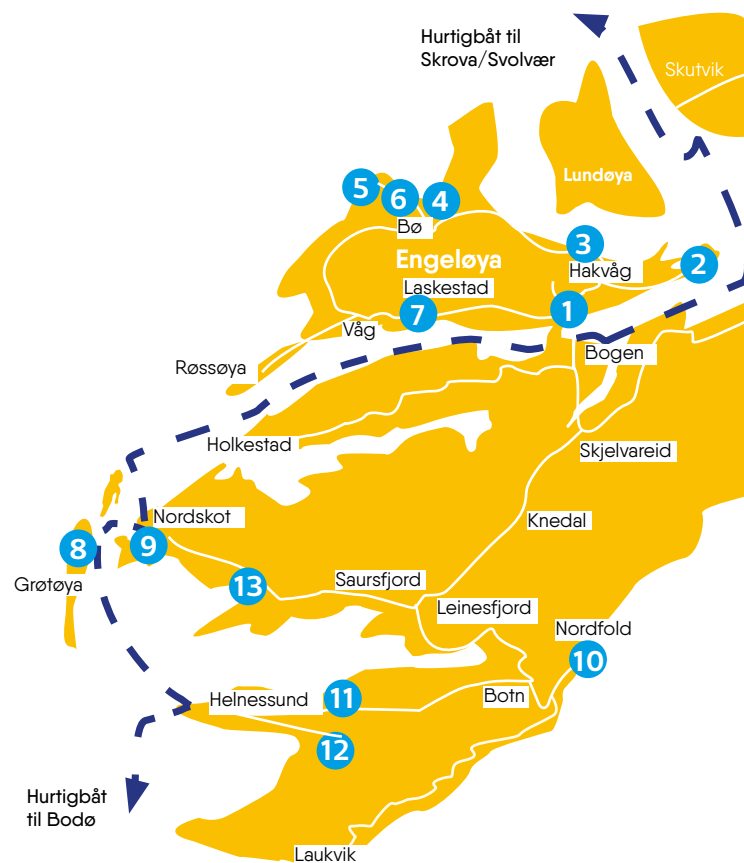 Hurtigbåt til
Skrova/Svolvær
Skutvik
Lundøya
5
6
4
Bø
3
Engeløya
Hakvåg
2
Laskestad
7
1
Våg
Bogen
Røssøya
Holkestad
Skjelvareid
Nordskot
Knedal
8
9
Grøtøya
13
Saursfjord
Leinesfjord
Nordfold
10
Helnessund
11
Botn
12
Hurtigbåt
til Bodø
Laukvik